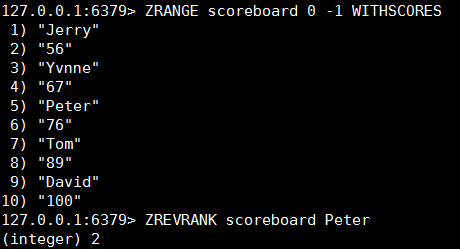 127.0.0.1:6379> ZRANGE scoreboard 0 -1 WITHSCORES
1) "Jerry"
2) "56"
3) "Yvnne"
4) "67"
5) "Peter"
6) "76"
7) "Tom"
8) "89"
9) "David"
10) "100"
127.0.0.1:6379> ZREVRANK scoreboard Peter
(integer) 2